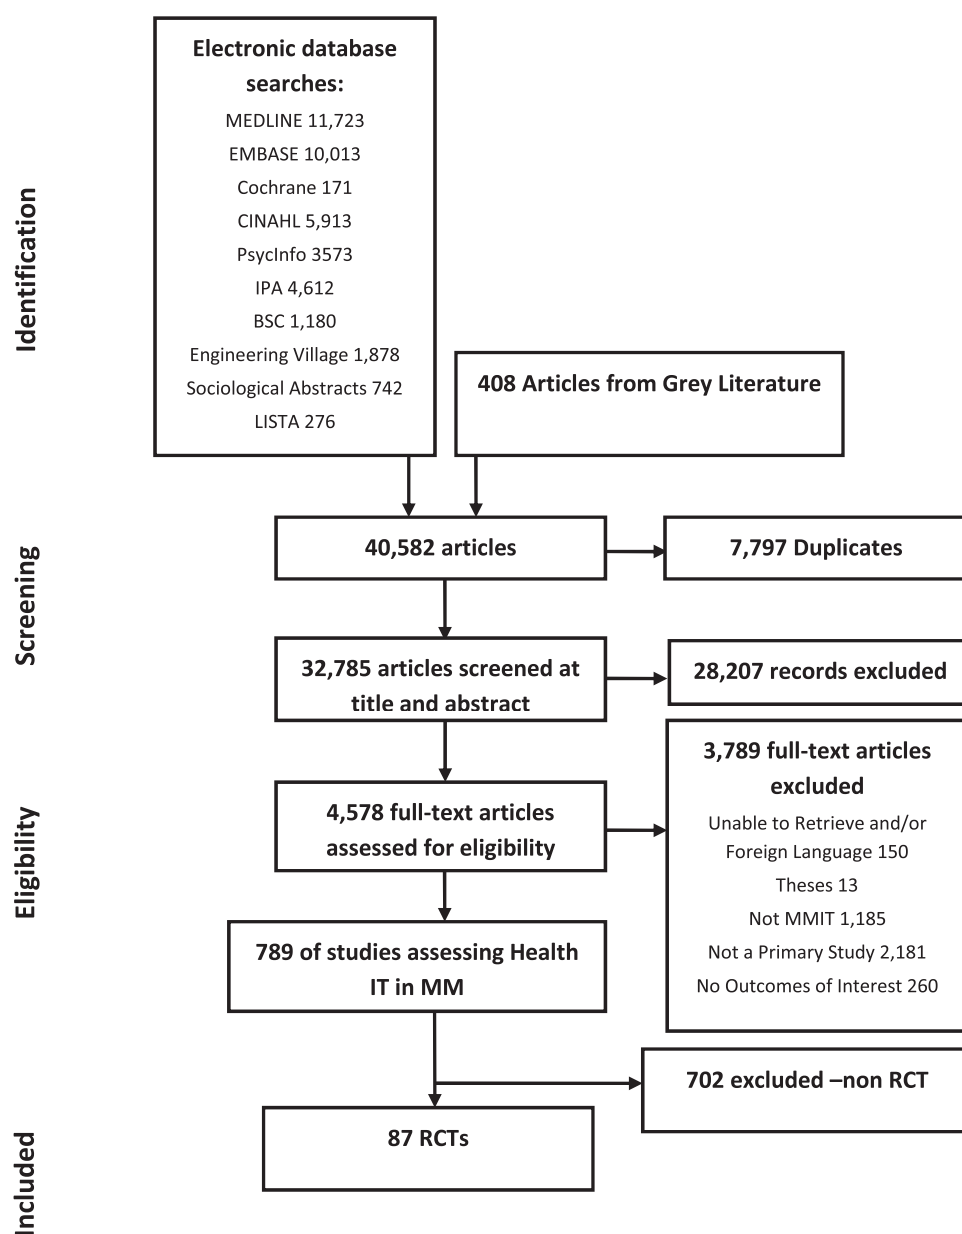 Electronic database
searches:
MEDLINE 11,723
EMBASE 10,013
Cochrane 171
CINAHL 5,913
PsycInfo 3573
IPA 4,612
BSC 1,180
Engineering Village 1,878
Sociological Abstracts 742
LISTA 276
Identification
408 Articles from Grey Literature
Screening
40,582 articles
7,797 Duplicates
32,785 articles screened at
title and abstract
28,207 records excluded
Eligibility
4,578 full-text articles
assessed for eligibility
3,789 full-text articles
excluded
Unable to Retrieve and/or
Foreign Language 150
Theses 13
Not MMIT 1,185
Not a Primary Study 2,181
No Outcomes of Interest 260
789 of studies assessing Health
IT in MM
702 excluded –non RCT
Included
87 RCTs